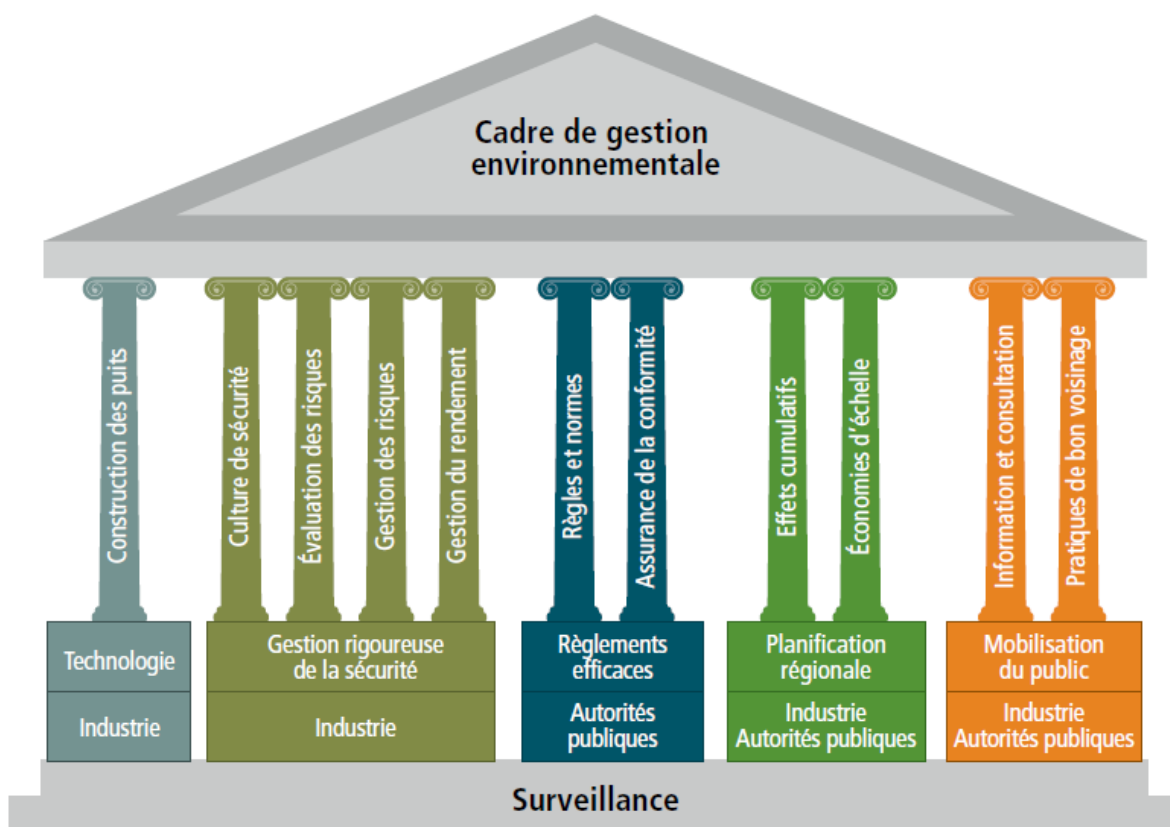 Cadre de gestion
environnementale
Construction des puits
Culture de sécurité
Évaluation des risques
Gestion des risques
Gestion du rendement
Règles et normes
Assurance de la conformité
Effets cumulatifs
Économies d'échelle
Information et consultation
Pratiques de bon voisinage
Technologie
Industrie
Gestion rigoureuse
de la sécurité
Industrie
Règlements
efficaces
Autorités
publiques
Planification
régionale
Industrie
Autorités publiques
Mobilisation
du public
Industrie
Autorités publiques
Surveillance